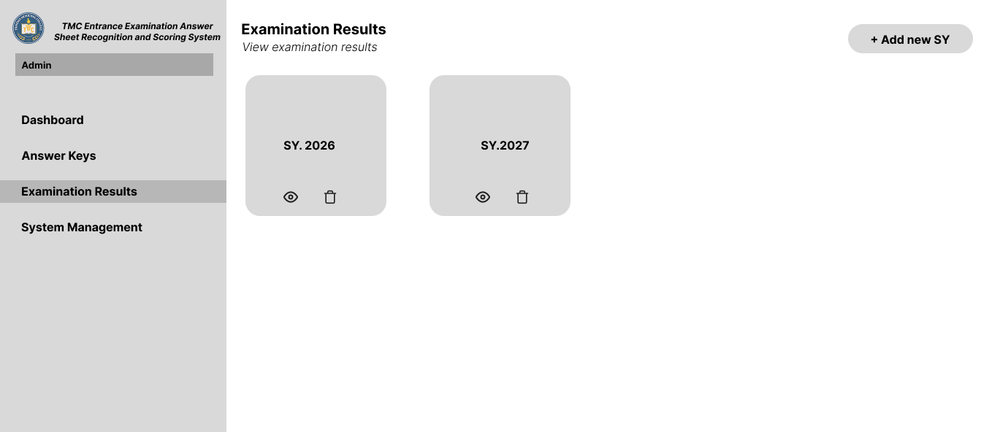 TMC Entrance Examination Answer
Sheet Recognition and Scoring System
Admin
Dashboard
Answer Keys
Examination Results
System Management
Examination Results
View examination results
+ Add new SY
SY. 2026
SY.2027